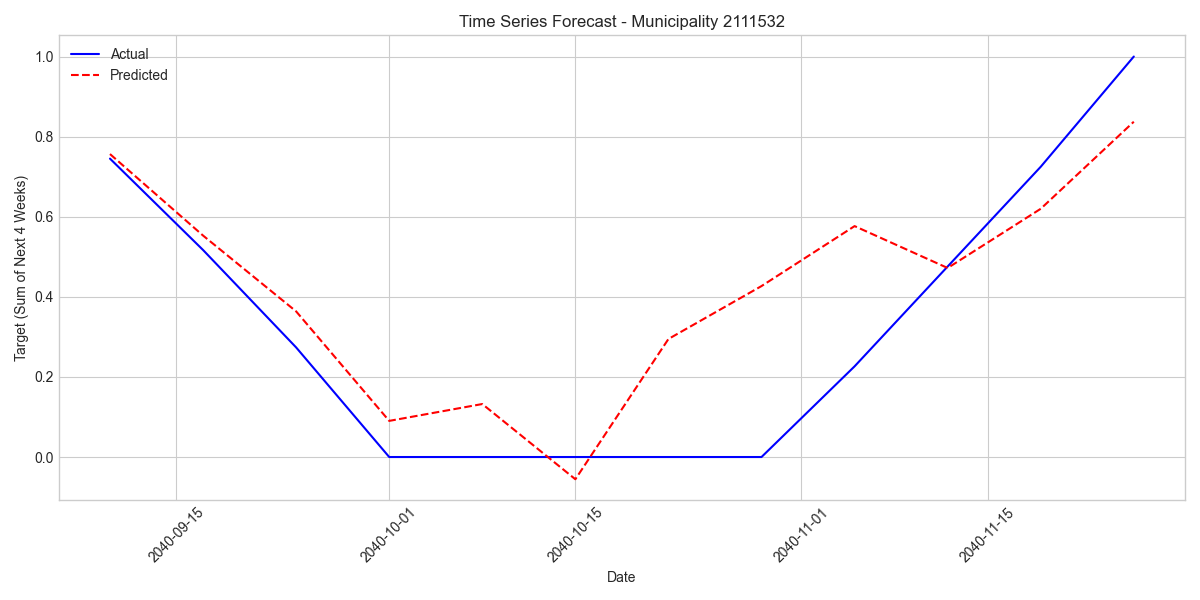 Time Series Forecast - Municipality 2111532
Actual
Predicted
Target (Sum of Next 4 Weeks)
1.0
0.8
0.6
0.4
0.2
0.0
2040-09-15
2040-10-01
2040-10-15
2040-11-01
2040-11-15
Date